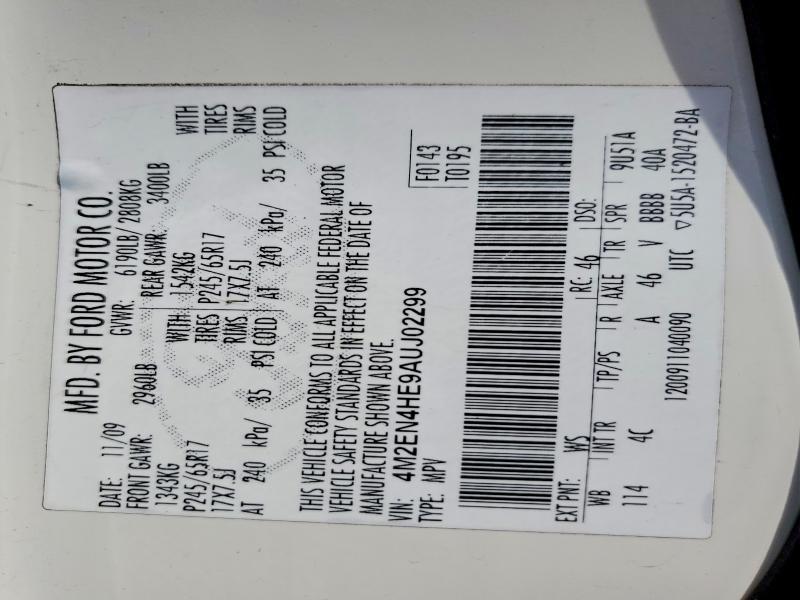 MFD. BY FORD MOTOR CO.
DATE: 11/09 GVWR: 6190LB/2808KG
FRONT GAWR: 2960LB REAR GAWR: 3400LB
1343KG WITH 1542KG WITH
P245/65R17 TIRES P245/65R17 TIRES
17X7.5J RIMS 17X7.5J RIMS
AT 240 kPa/ 35 PSI COLD AT 240 kPa/ 35 PSI COLD
THIS VEHICLE CONFORMS TO ALL APPLICABLE FEDERAL MOTOR
VEHICLE SAFETY STANDARDS IN EFFECT ON THE DATE OF
MANUFACTURE SHOWN ABOVE.
VIN: 4M2EN4HE9AUJ02299 F0143
TYPE: MPV T0195
EXT PNT: WS RC: 46 DSO:
WB INT TR TP/PS R AXLE TR SPR 9U51A
114 4C A 46 V BBBB 40A
1200911040090 UTC ▽5U5A-1520472-BA